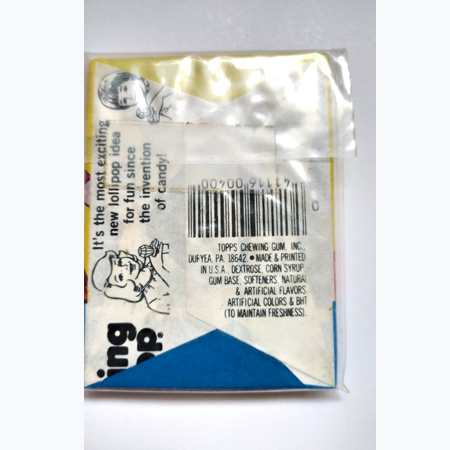 It's the most exciting
new lollipop idea
for fun since
the invention
of candy!
ing
op.
41116 00400
0
TOPPS CHEWING GUM, INC.,
DURYEA, PA. 18642. • MADE & PRINTED
IN U.S.A. DEXTROSE, CORN SYRUP,
GUM BASE, SOFTENERS, NATURAL
& ARTIFICIAL FLAVORS
ARTIFICIAL COLORS & BHT
(TO MAINTAIN FRESHNESS).